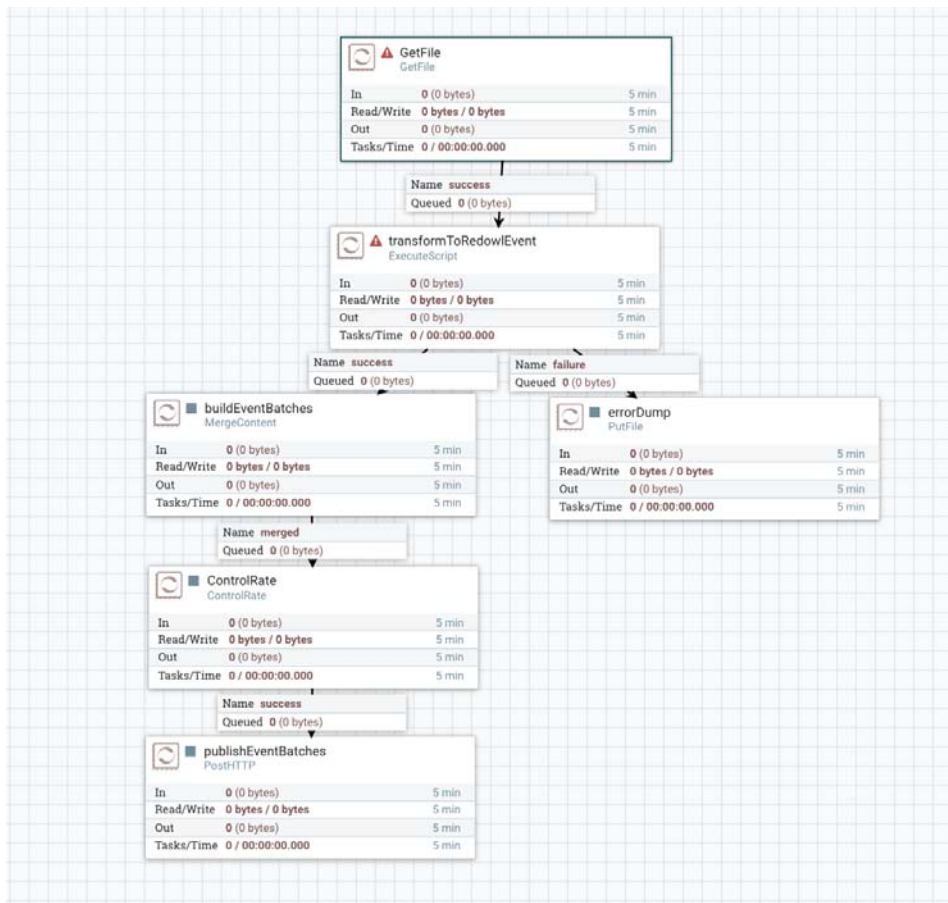 GetFile
GetFile
In 0 (0 bytes) 5 min
Read/Write 0 bytes / 0 bytes 5 min
Out 0 (0 bytes) 5 min
Tasks/Time 0 / 00:00:00.000 5 min
Name success
Queued 0 (0 bytes)
transformToRedowlEvent
ExecuteScript
In 0 (0 bytes) 5 min
Read/Write 0 bytes / 0 bytes 5 min
Out 0 (0 bytes) 5 min
Tasks/Time 0 / 00:00:00.000 5 min
Name success
Queued 0 (0 bytes)
Name failure
Queued 0 (0 bytes)
buildEventBatches
MergeContent
In 0 (0 bytes) 5 min
Read/Write 0 bytes / 0 bytes 5 min
Out 0 (0 bytes) 5 min
Tasks/Time 0 / 00:00:00.000 5 min
errorDump
PutFile
In 0 (0 bytes) 5 min
Read/Write 0 bytes / 0 bytes 5 min
Out 0 (0 bytes) 5 min
Tasks/Time 0 / 00:00:00.000 5 min
Name merged
Queued 0 (0 bytes)
ControlRate
ControlRate
In 0 (0 bytes) 5 min
Read/Write 0 bytes / 0 bytes 5 min
Out 0 (0 bytes) 5 min
Tasks/Time 0 / 00:00:00.000 5 min
Name success
Queued 0 (0 bytes)
publishEventBatches
PostHTTP
In 0 (0 bytes) 5 min
Read/Write 0 bytes / 0 bytes 5 min
Out 0 (0 bytes) 5 min
Tasks/Time 0 / 00:00:00.000 5 min